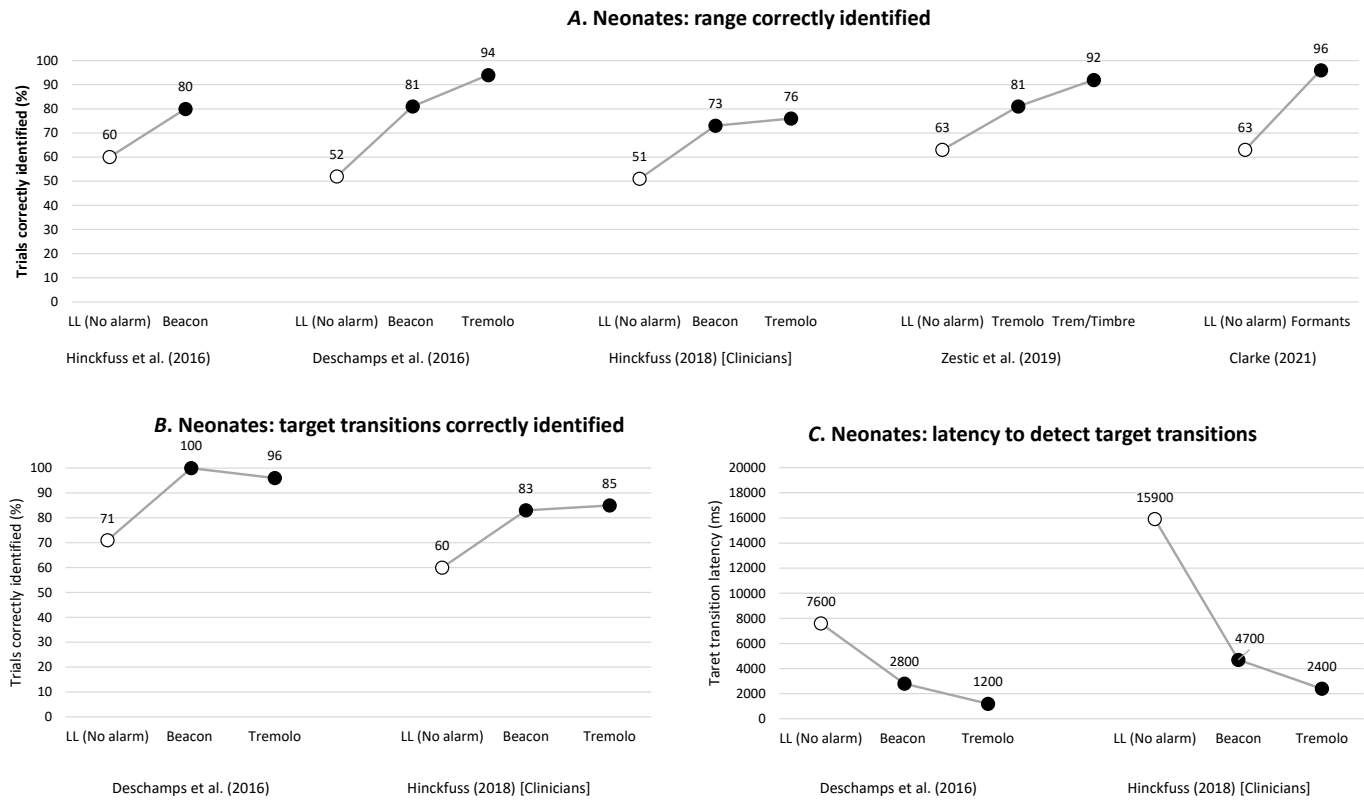 A. Neonates: range correctly identified
Trials correctly identified (%)
100
90
80
70
60
50
40
30
20
10
0
60
80
52
81
94
51
73
76
63
81
92
63
96
LL (No alarm) Beacon
LL (No alarm) Beacon Tremolo
LL (No alarm) Beacon Tremolo
LL (No alarm) Tremolo Trem/Timbre
LL (No alarm) Formants
Hinckfuss et al. (2016)
Deschamps et al. (2016)
Hinckfuss (2018) [Clinicians]
Zestic et al. (2019)
Clarke (2021)
B. Neonates: target transitions correctly identified
Trials correctly identified (%)
100
90
80
70
60
50
40
30
20
10
0
71
100
96
60
83
85
LL (No alarm) Beacon Tremolo
LL (No alarm) Beacon Tremolo
Deschamps et al. (2016)
Hinckfuss (2018) [Clinicians]
C. Neonates: latency to detect target transitions
Taret transition latency (ms)
20000
18000
16000
14000
12000
10000
8000
6000
4000
2000
0
7600
2800
1200
15900
4700
2400
LL (No alarm) Beacon Tremolo
LL (No alarm) Beacon Tremolo
Deschamps et al. (2016)
Hinckfuss (2018) [Clinicians]